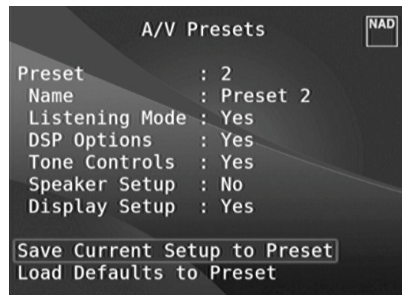 A/V Presets
NAD
Preset : 2
Name : Preset 2
Listening Mode : Yes
DSP Options : Yes
Tone Controls : Yes
Speaker Setup : No
Display Setup : Yes
Save Current Setup to Preset
Load Defaults to Preset